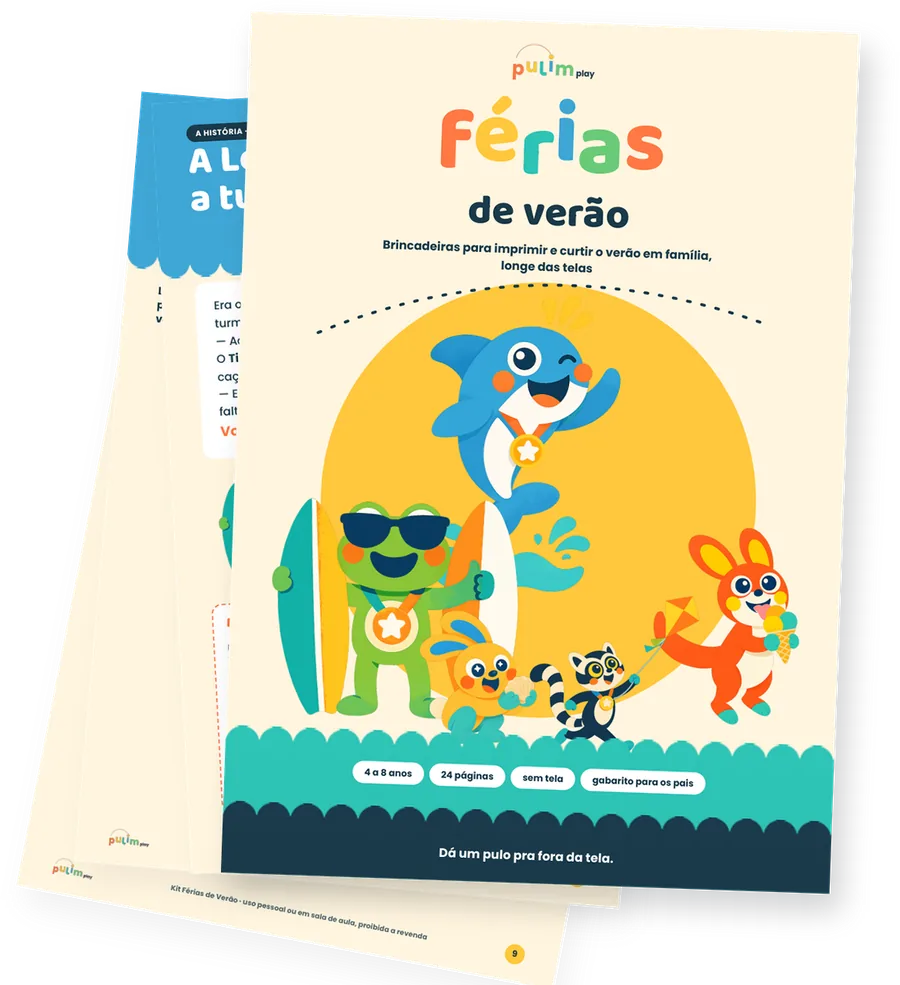 pulim play
férias
de verão
Brincadeiras para imprimir e curtir o verão em família,
longe das telas
4 a 8 anos
24 páginas
sem tela
gabarito para os pais
Dá um pulo pra fora da tela.
A HISTÓRIA
A L
a tu
Era o
turm
— Ac
O Ti
caç
— E
falt
Vo
pulim play
pulim play
Kit Férias de Verão · uso pessoal ou em sala de aula, proibida a revenda
9